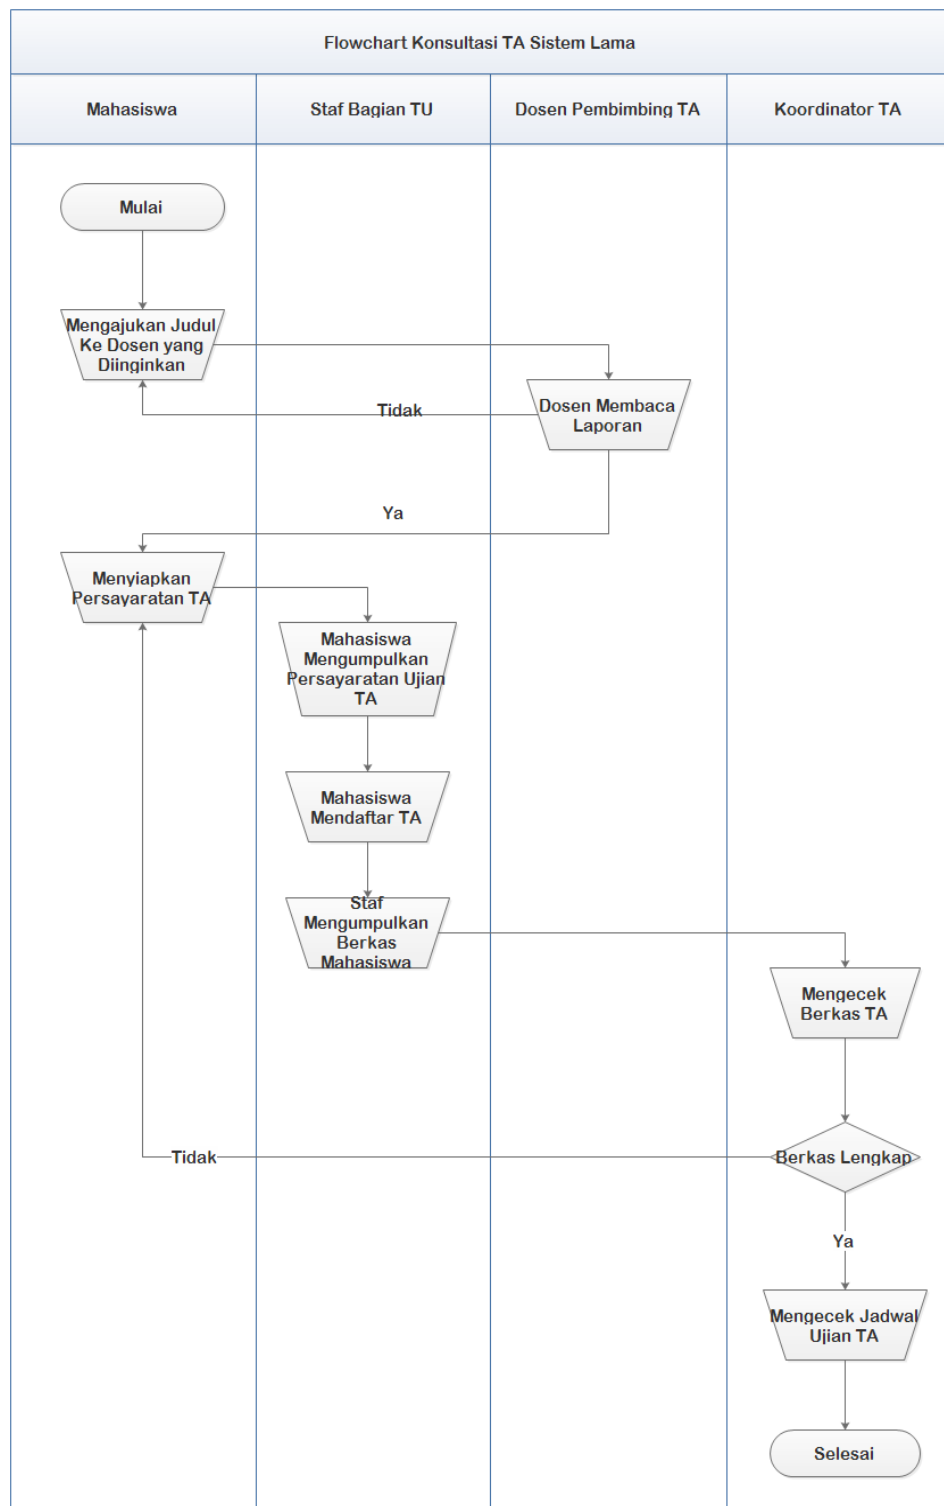 Flowchart Konsultasi TA Sistem Lama
Mahasiswa
Staf Bagian TU
Dosen Pembimbing TA
Koordinator TA
Mulai
Mengajukan Judul
Ke Dosen yang
Diinginkan
Dosen Membaca
Laporan
Tidak
Ya
Menyiapkan
Persayaratan TA
Mahasiswa
Mengumpulkan
Persayaratan Ujian
TA
Mahasiswa
Mendaftar TA
Staf
Mengumpulkan
Berkas
Mahasiswa
Mengecek
Berkas TA
Berkas Lengkap
Tidak
Ya
Mengecek Jadwal
Ujian TA
Selesai